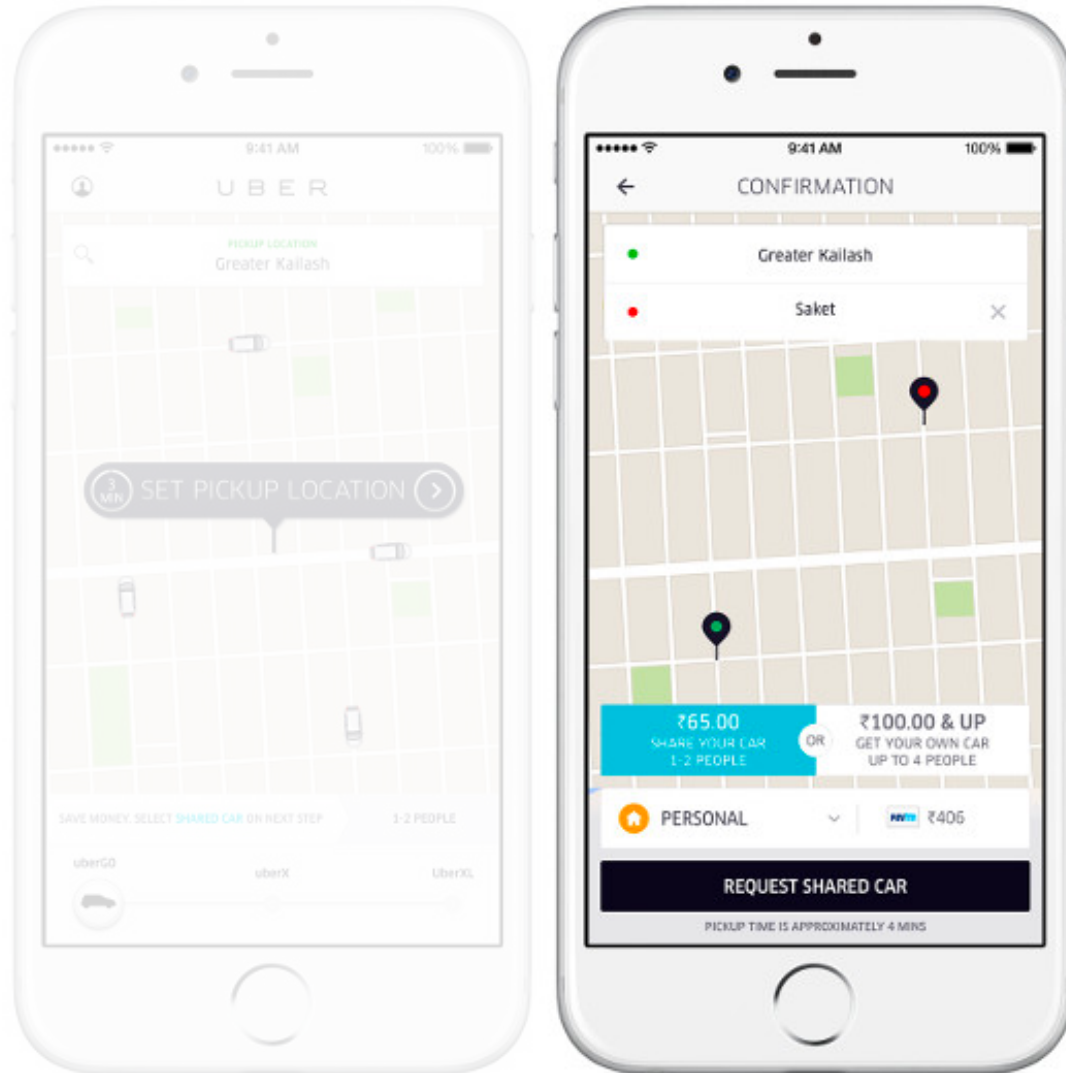 9:41 AM
100%
UBER
PICKUP LOCATION
Greater Kailash
3
MIN
SET PICKUP LOCATION
SAVE MONEY. SELECT SHARED CAR ON NEXT STEP
1-2 PEOPLE
uberGO
uberX
UberXL
9:41 AM
100%
CONFIRMATION
Greater Kailash
Saket
₹65.00
SHARE YOUR CAR
1-2 PEOPLE
OR
₹100.00 & UP
GET YOUR OWN CAR
UP TO 4 PEOPLE
PERSONAL
PAYTM ₹406
REQUEST SHARED CAR
PICKUP TIME IS APPROXIMATELY 4 MINS